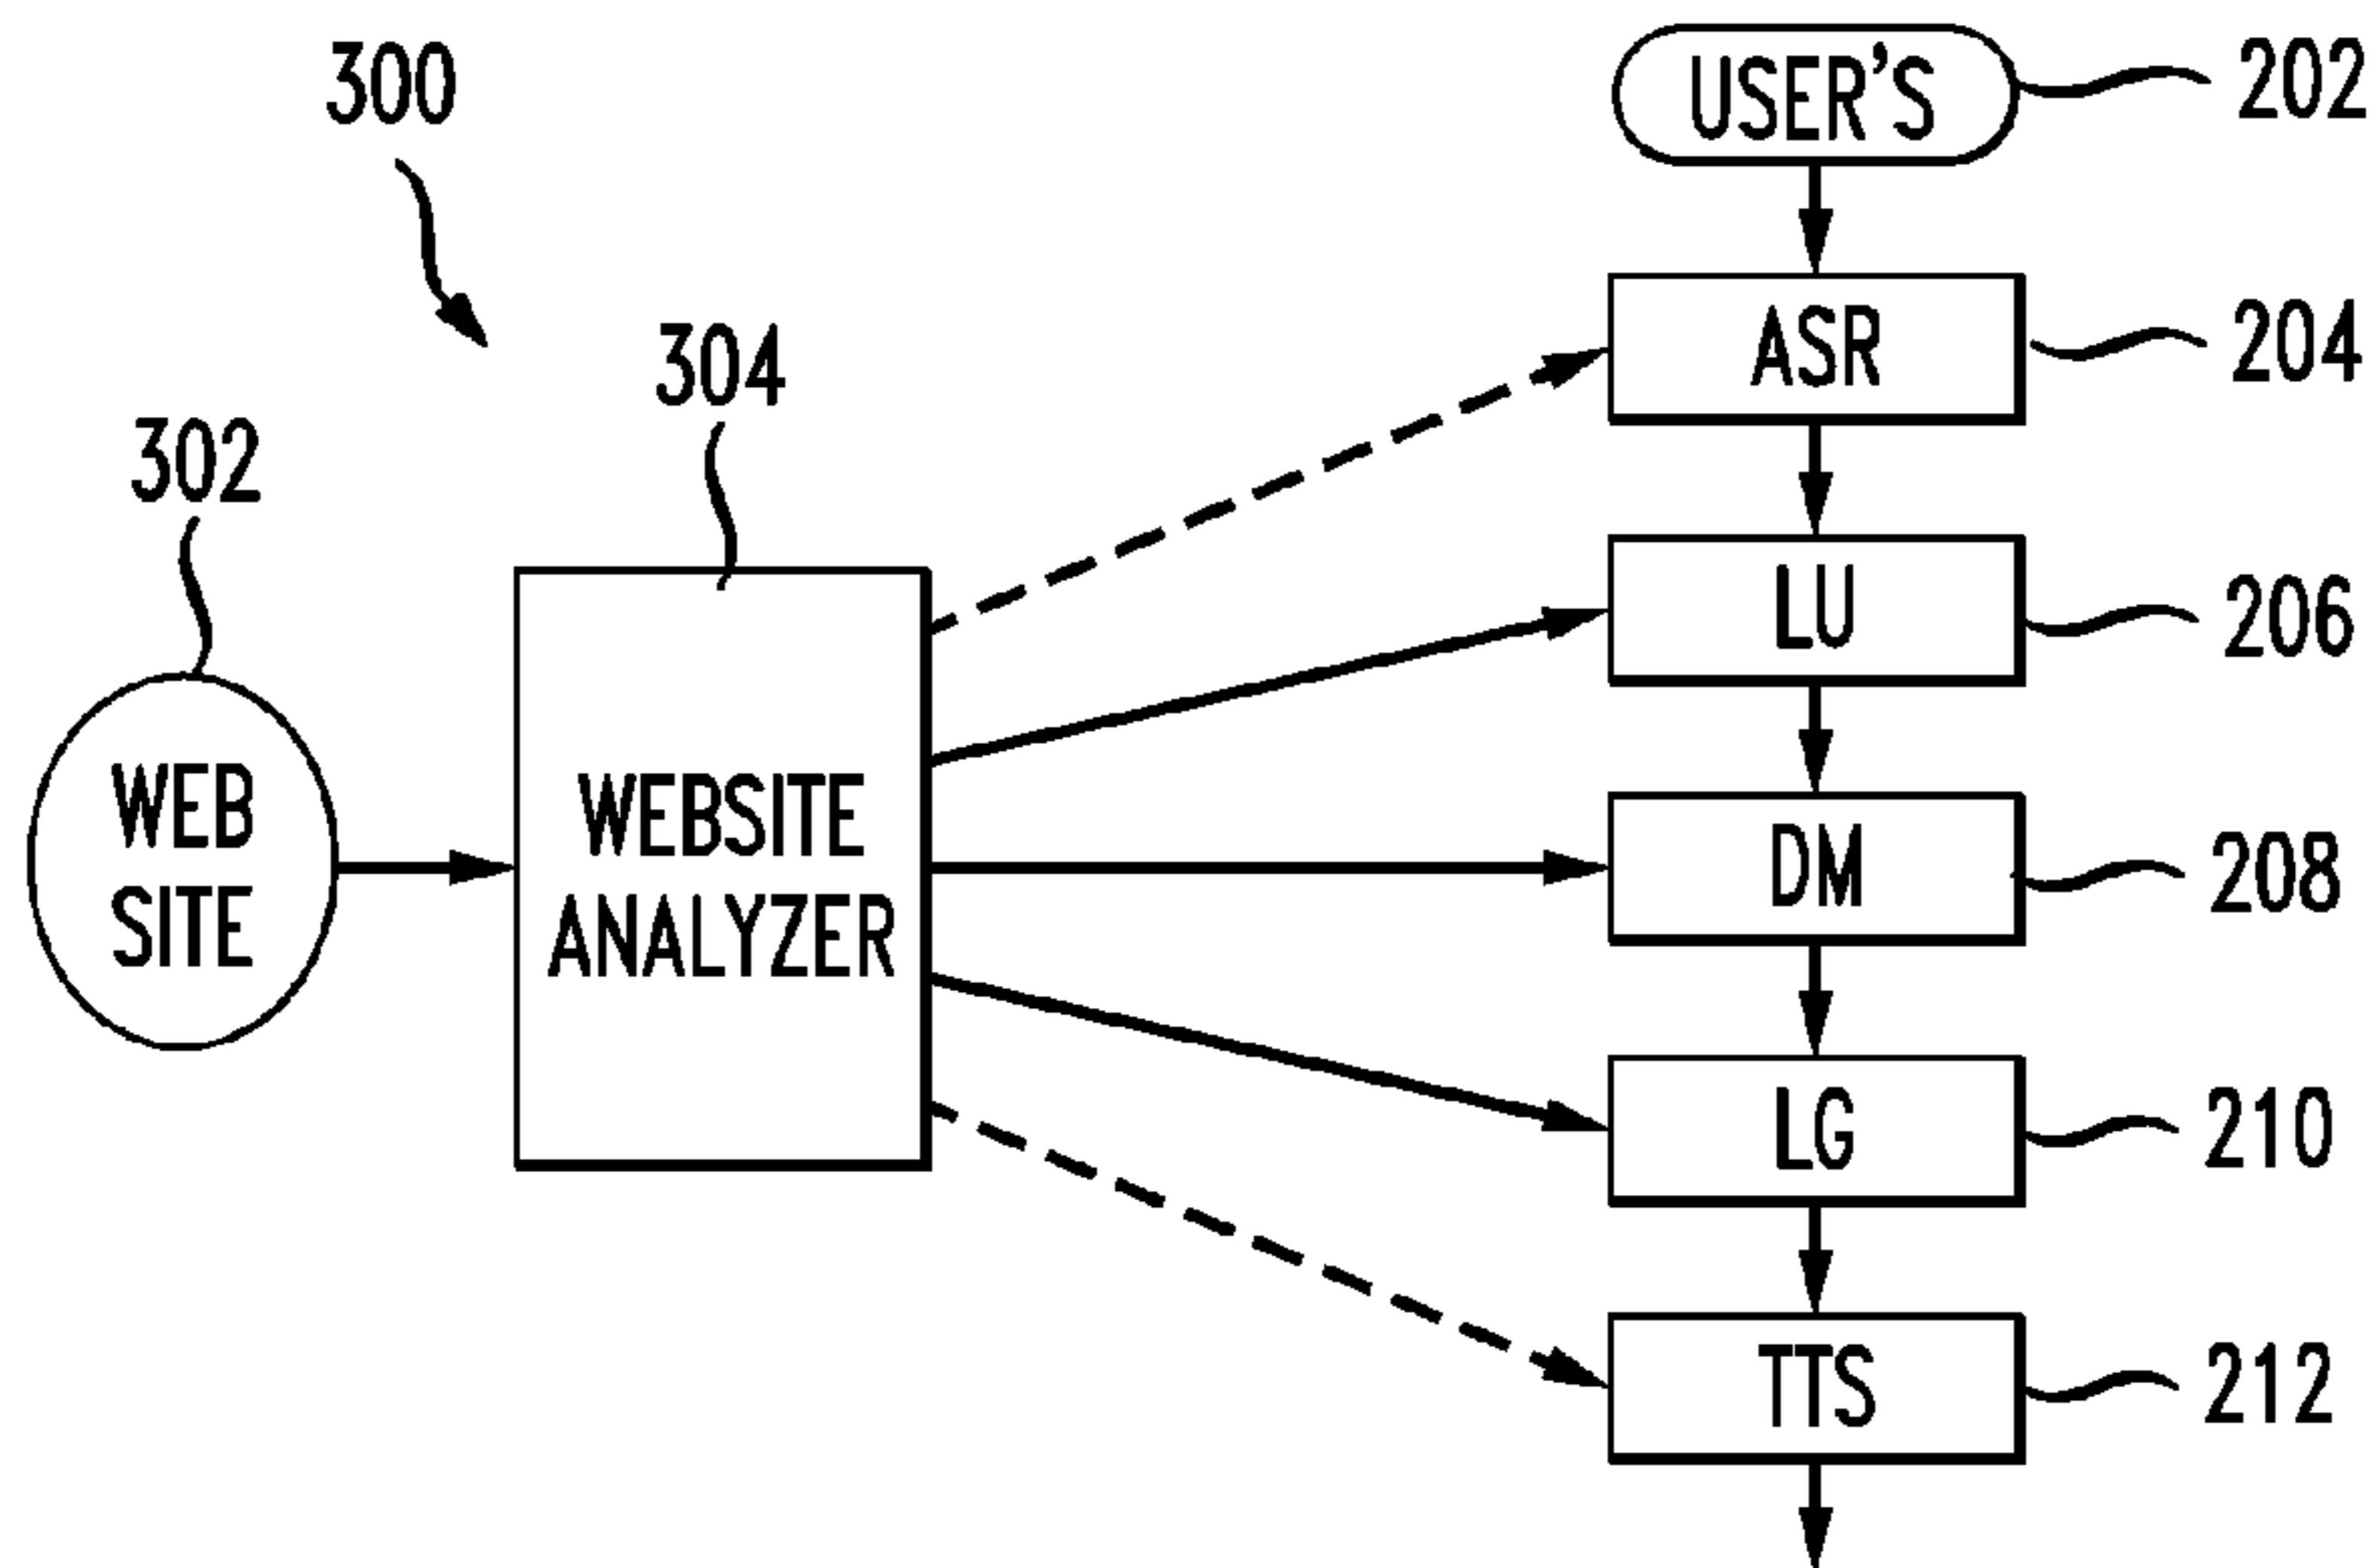 300
USER'S
202
ASR
204
304
302
LU
206
WEB
SITE
WEBSITE
ANALYZER
DM
208
LG
210
TTS
212